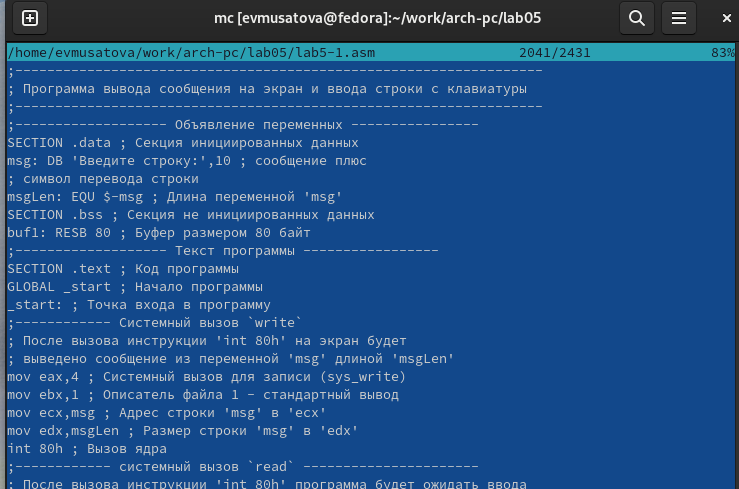 mc [evmusatova@fedora]:~/work/arch-pc/lab05
/home/evmusatova/work/arch-pc/lab05/lab5-1.asm 2041/2431 83%
;------------------------------------------------------------------
; Программа вывода сообщения на экран и ввода строки с клавиатуры
;------------------------------------------------------------------
;------------------- Объявление переменных ----------------
SECTION .data ; Секция инициированных данных
msg: DB 'Введите строку:',10 ; сообщение плюс
; символ перевода строки
msgLen: EQU $-msg ; Длина переменной 'msg'
SECTION .bss ; Секция не инициированных данных
buf1: RESB 80 ; Буфер размером 80 байт
;------------------- Текст программы -----------------
SECTION .text ; Код программы
GLOBAL _start ; Начало программы
_start: ; Точка входа в программу
;------------ Системный вызов `write`
; После вызова инструкции 'int 80h' на экран будет
; выведено сообщение из переменной 'msg' длиной 'msgLen'
mov eax,4 ; Системный вызов для записи (sys_write)
mov ebx,1 ; Описатель файла 1 - стандартный вывод
mov ecx,msg ; Адрес строки 'msg' в 'ecx'
mov edx,msgLen ; Размер строки 'msg' в 'edx'
int 80h ; Вызов ядра
;------------ системный вызов `read` ----------------------
; После вызова инструкции 'int 80h' программа будет ожидать ввода